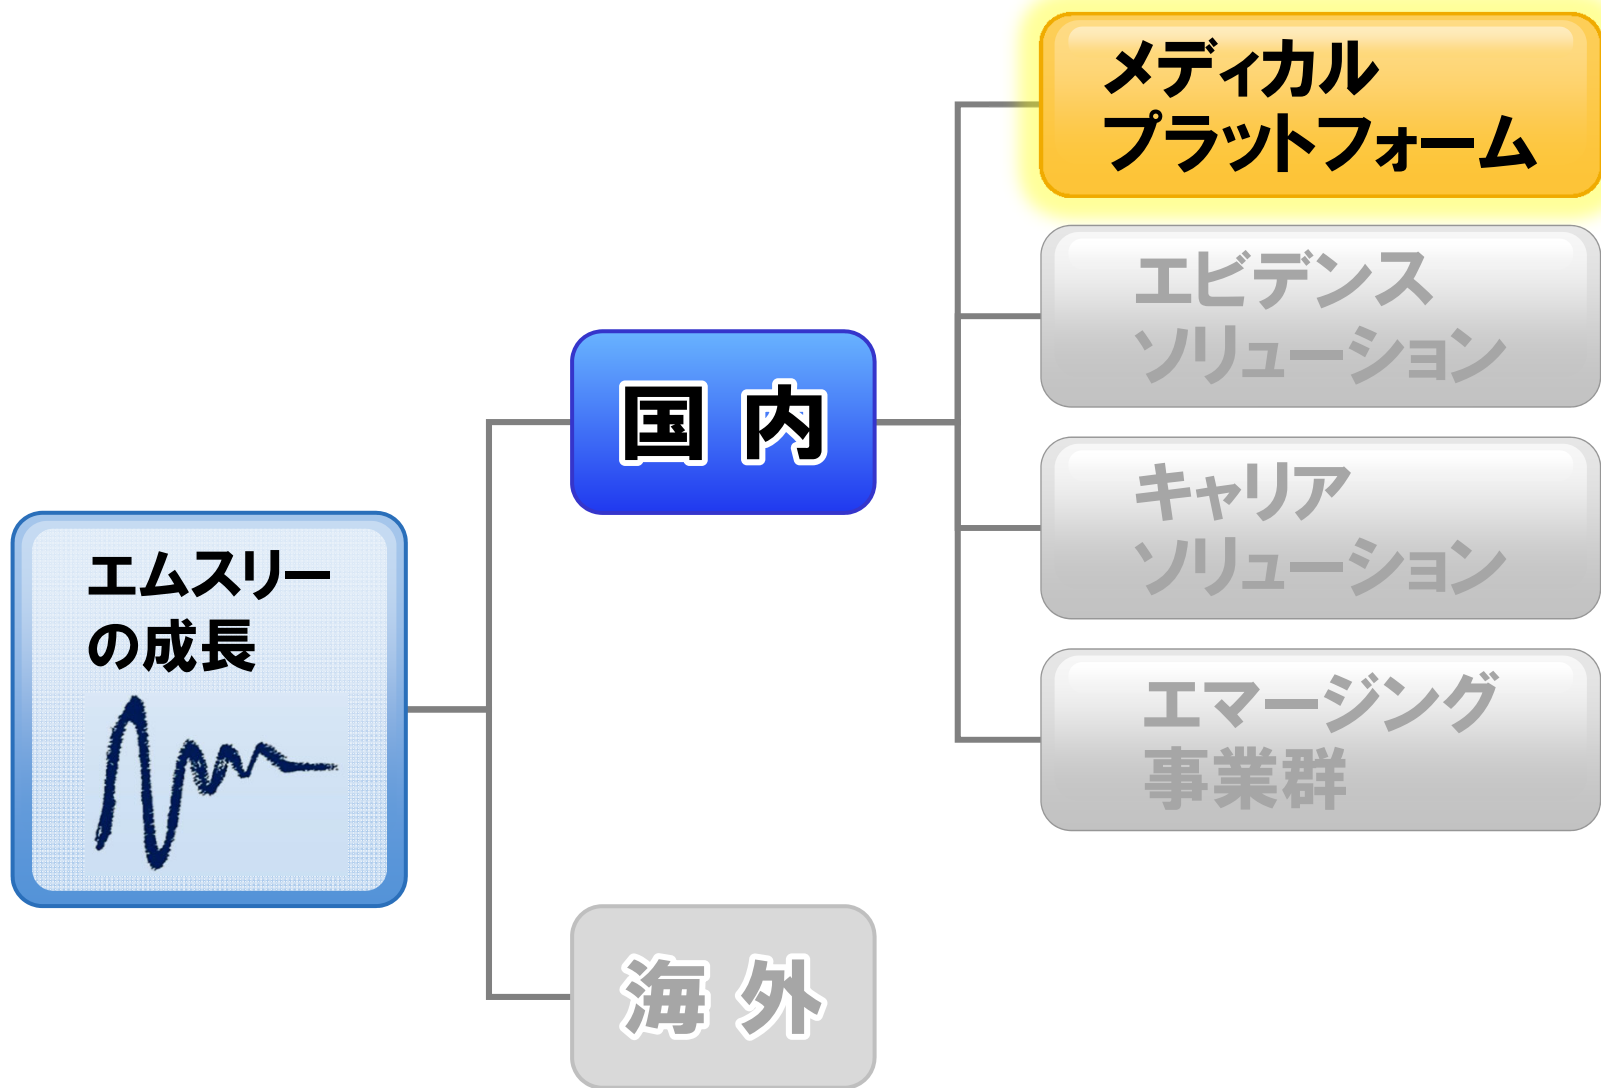 メディカル
プラットフォーム
エビデンス
ソリューション
国内
キャリア
ソリューション
エムスリー
の成長
エマージング
事業群
海外